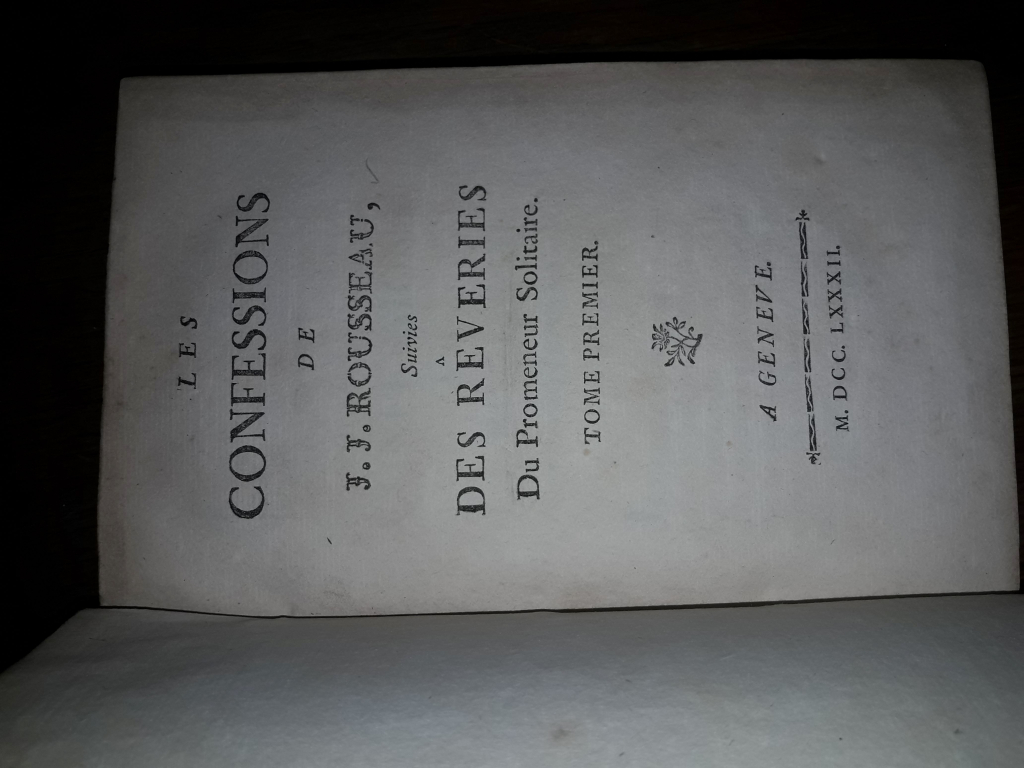 LES
CONFESSIONS
DE
J. J. ROUSSEAU,
Suivies
DES REVERIES
Du Promeneur Solitaire.
TOME PREMIER.
A GENEVE.
M. DCC. LXXXII.